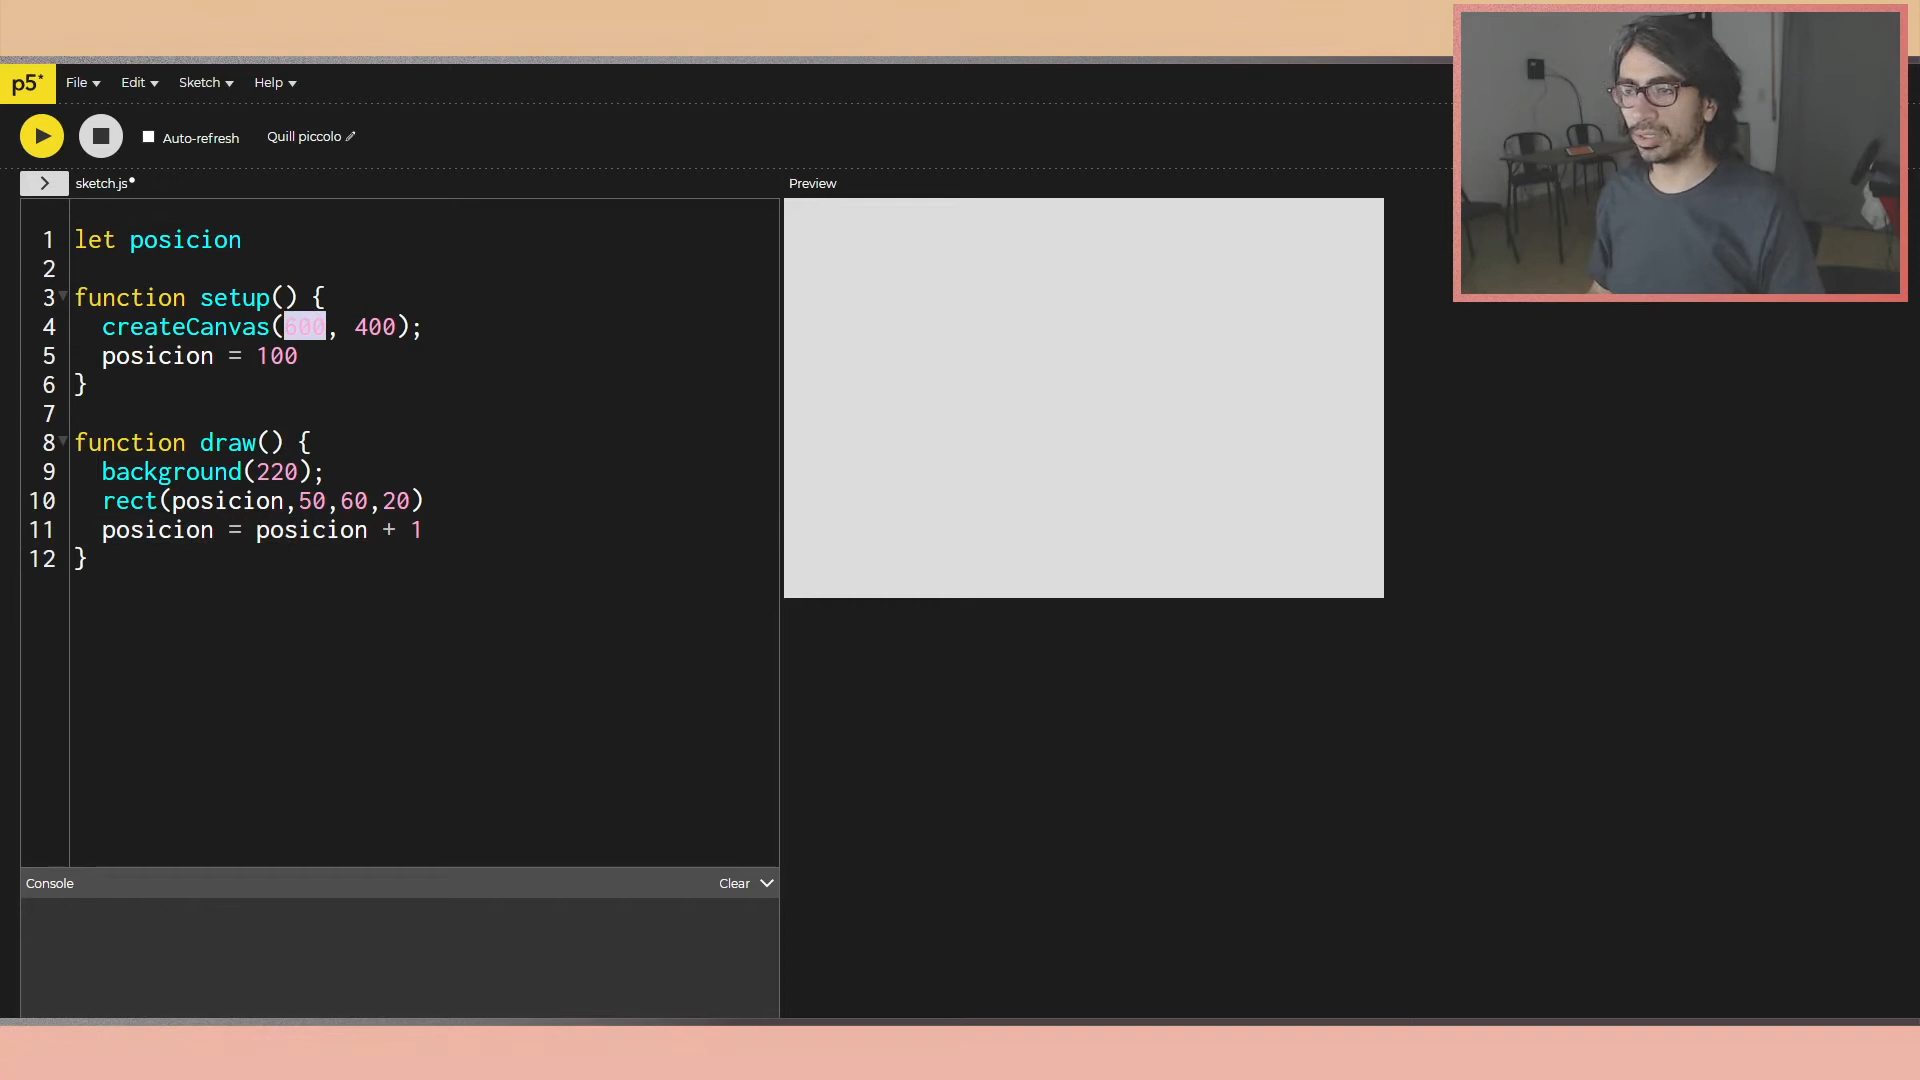 p5* File Edit Sketch Help
Auto-refresh Quill piccolo
sketch.js Preview
1 let posicion
2
3 function setup() {
4 createCanvas(600, 400);
5 posicion = 100
6 }
7
8 function draw() {
9 background(220);
10 rect(posicion,50,60,20)
11 posicion = posicion + 1
12 }
Console Clear